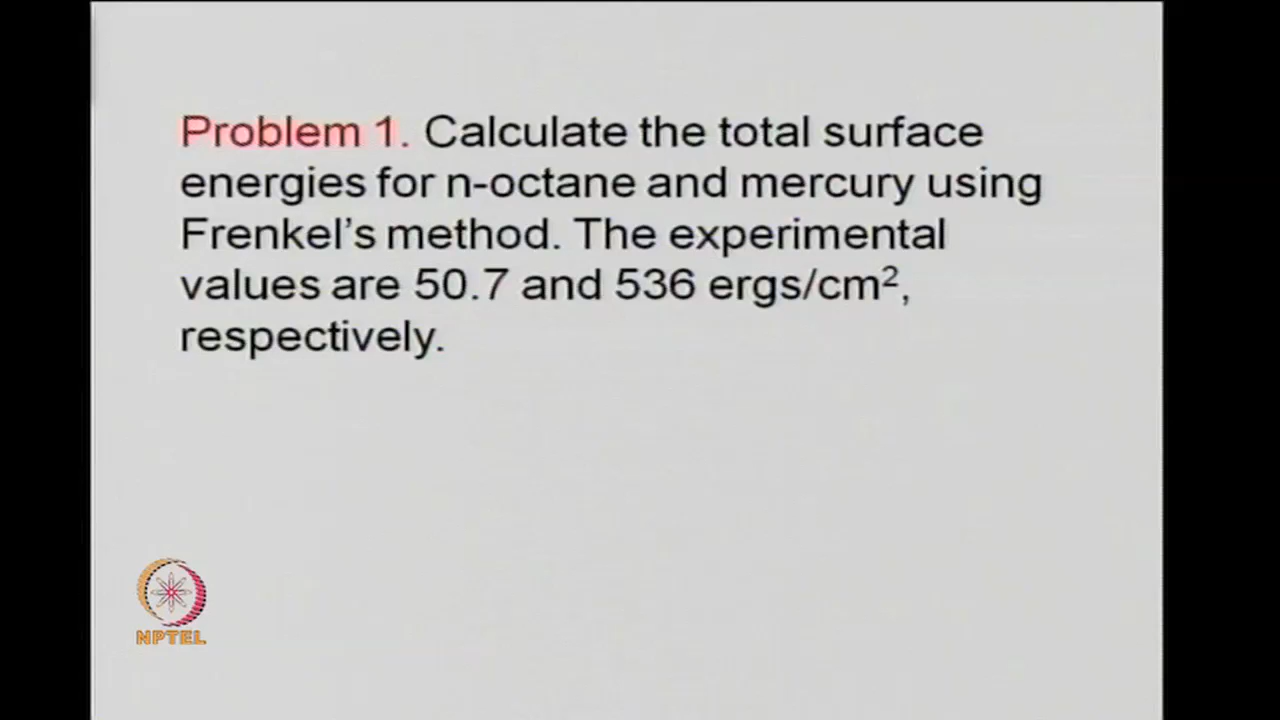 Problem 1. Calculate the total surface
energies for n-octane and mercury using
Frenkel’s method. The experimental
values are 50.7 and 536 ergs/cm²,
respectively.
NPTEL